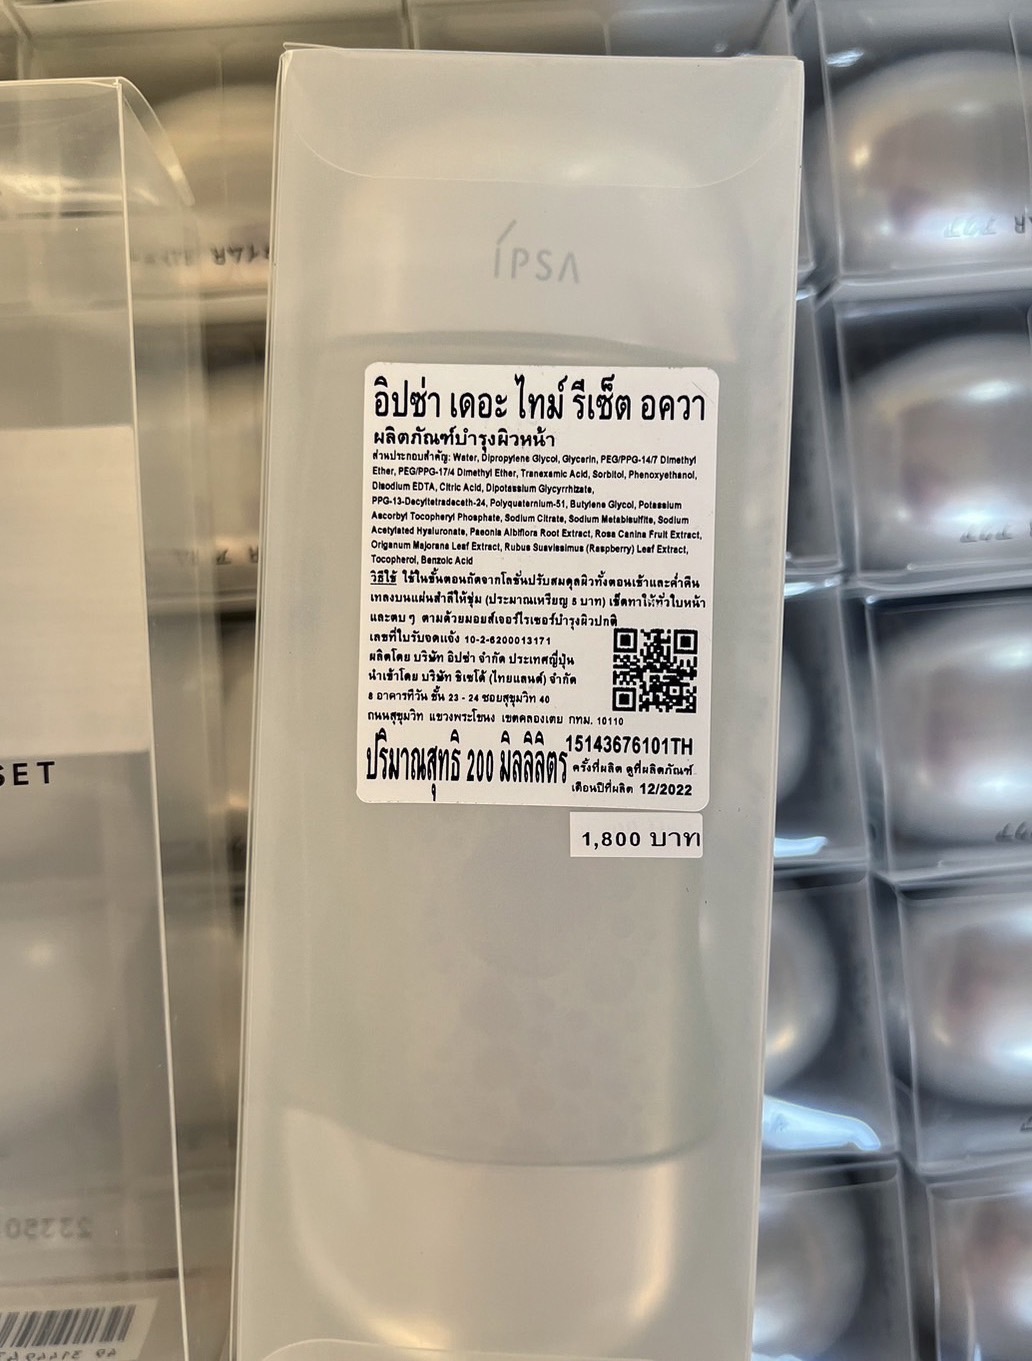 ÍPSA
อิปซ่า เดอะ ไทม์ รีเซ็ต อควา
ผลิตภัณฑ์บำรุงผิวหน้า
ส่วนประกอบสำคัญ: Water, Dipropylene Glycol, Glycerin, PEG/PPG-14/7 Dimethyl
Ether, PEG/PPG-17/4 Dimethyl Ether, Tranexamic Acid, Sorbitol, Phenoxyethanol,
Disodium EDTA, Citric Acid, Dipotassium Glycyrrhizate,
PPG-13-Decyltetradeceth-24, Polyquaternium-51, Butylene Glycol, Potassium
Ascorbyl Tocopheryl Phosphate, Sodium Citrate, Sodium Metabisulfite, Sodium
Acetylated Hyaluronate, Paeonia Albiflora Root Extract, Rosa Canina Fruit Extract,
Origanum Majorana Leaf Extract, Rubus Suavissimus (Raspberry) Leaf Extract,
Tocopherol, Benzoic Acid
วิธีใช้ ใช้ในขั้นตอนถัดจากโลชั่นปรับสมดุลผิวทั้งตอนเช้าและค่ำคืน
เทลงบนแผ่นสำลีให้ชุ่ม (ประมาณเหรียญ 5 บาท) เช็ดทาให้ทั่วใบหน้า
และตบๆ ตามด้วยมอยส์เจอร์ไรเซอร์บำรุงผิวปกติ
เลขที่ใบรับจดแจ้ง 10-2-6200013171
ผลิตโดย บริษัท อิปซ่า จำกัด ประเทศญี่ปุ่น
นำเข้าโดย บริษัท ชิเซโด้ (ไทยแลนด์) จำกัด
8 อาคารทีวัน ชั้น 23 - 24 ซอยสุขุมวิท 40
ถนนสุขุมวิท แขวงพระโขนง เขตคลองเตย กทม. 10110
ปริมาณสุทธิ 200 มิลลิลิตร
15143676101TH
ครั้งที่ผลิต ดูที่ผลิตภัณฑ์
เดือนปีที่ผลิต 12/2022
1,800 บาท
SET